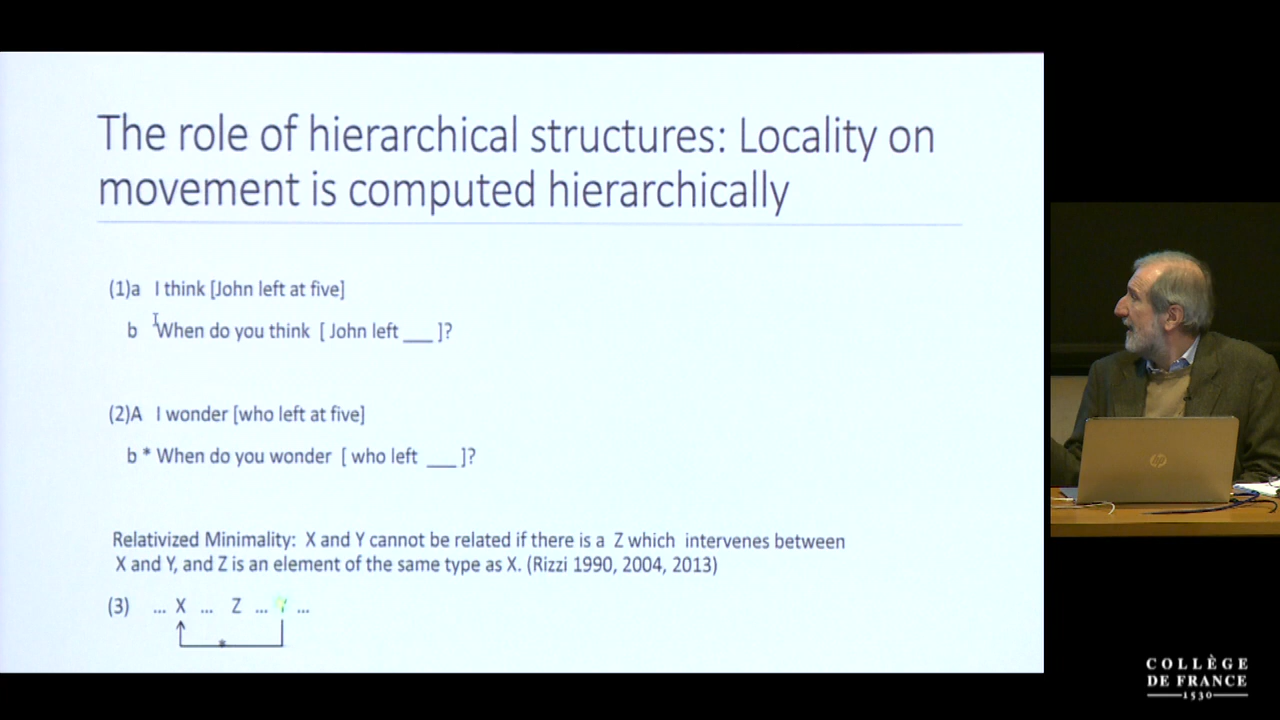 The role of hierarchical structures: Locality on
movement is computed hierarchically
(1)a I think [John left at five]
b When do you think [ John left ___ ]?
(2)A I wonder [who left at five]
b * When do you wonder [ who left ___ ]?
Relativized Minimality: X and Y cannot be related if there is a Z which intervenes between
X and Y, and Z is an element of the same type as X. (Rizzi 1990, 2004, 2013)
(3) ... X ... Z ... Y ...
*
hp
COLLÈGE
DE FRANCE
1530